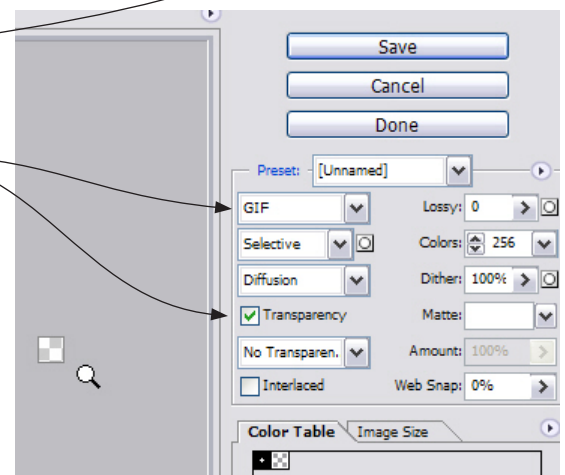 Save
Cancel
Done
Preset: [Unnamed]
GIF Lossy: 0
Selective Colors: 256
Diffusion Dither: 100%
Transparency Matte:
No Transparen. Amount: 100%
Interlaced Web Snap: 0%
Color Table Image Size